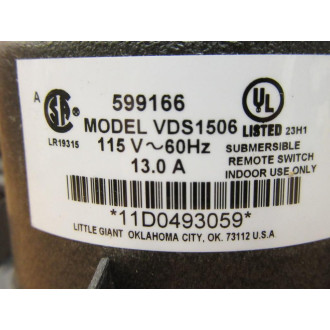 A SA 599166 UL
LR19315 MODEL VDS1506 LISTED 23H1
115 V~60Hz SUBMERSIBLE
13.0 A REMOTE SWITCH
INDOOR USE ONLY
*11D0493059*
LITTLE GIANT OKLAHOMA CITY, OK. 73112 U.S.A